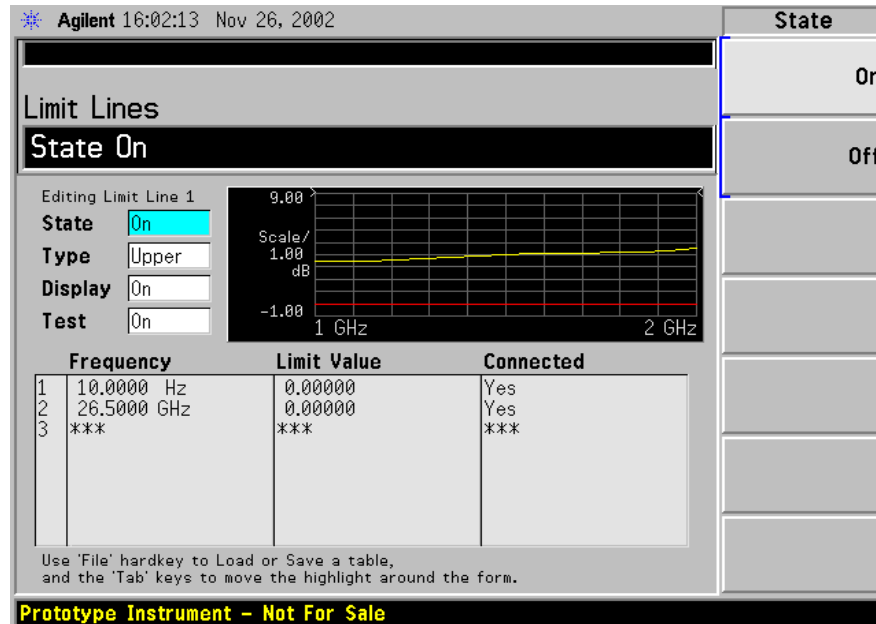 Agilent 16:02:13 Nov 26, 2002
State
On
Off
Limit Lines
State On
Editing Limit Line 1
State On
Type Upper
Display On
Test On
9.00
Scale/
1.00
dB
-1.00
1 GHz 2 GHz
Frequency Limit Value Connected
1 10.0000 Hz 0.00000 Yes
2 26.5000 GHz 0.00000 Yes
3 *** *** ***
Use 'File' hardkey to Load or Save a table,
and the 'Tab' keys to move the highlight around the form.
Prototype Instrument - Not For Sale